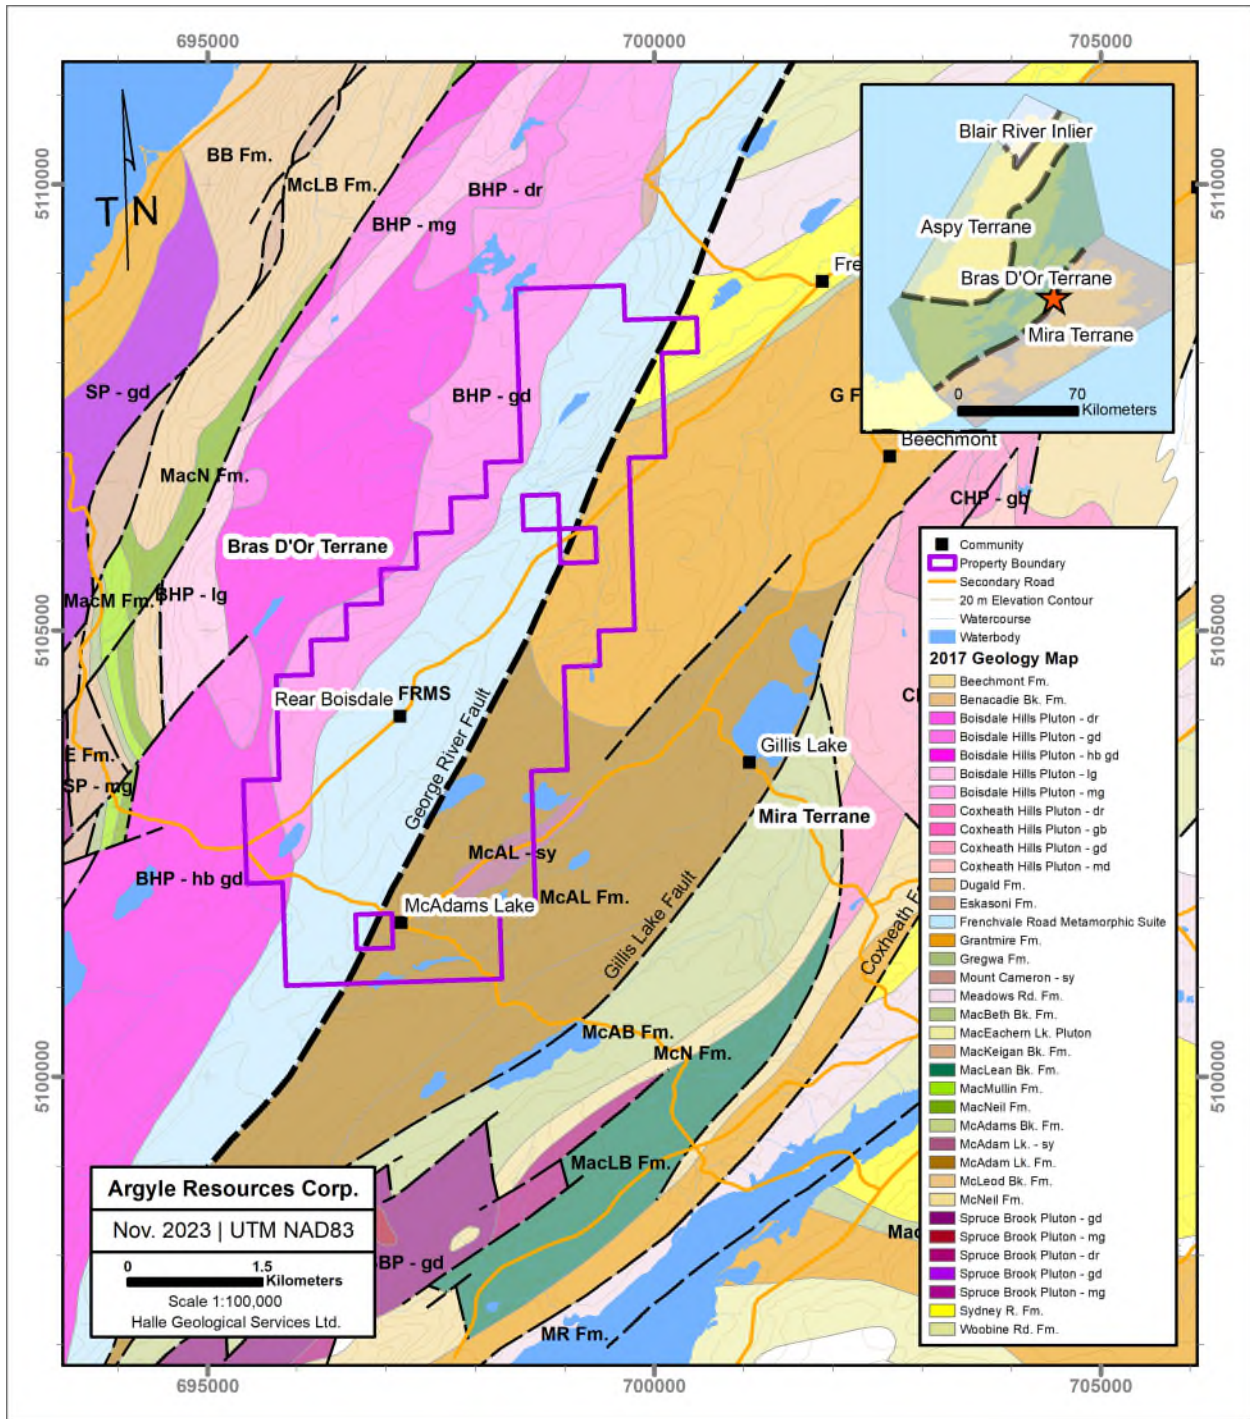 695000
700000
705000
5110000
5110000
T N
BB Fm.
McLB Fm.
BHP - dr
BHP - mg
Blair River Inlier
Aspy Terrane
Bras D'Or Terrane
Mira Terrane
0
70
Kilometers
Fre
SP - gd
BHP - gd
G F
Beechmont
MacN Fm.
CHP - gb
Bras D'Or Terrane
MacM Fm.
BHP - lg
5105000
5105000
Rear Boisdale
FRMS
George River Fault
E Fm.
SP - mg
Gillis Lake
Mira Terrane
McAL - sy
BHP - hb gd
McAL Fm.
McAdams Lake
Gillis Lake Fault
Coxheath F
McAB Fm.
McN Fm.
5100000
5100000
MacLB Fm.
BP - gd
Mac
MR Fm.
Community
Property Boundary
Secondary Road
20 m Elevation Contour
Watercourse
Waterbody
2017 Geology Map
Beechmont Fm.
Benacadie Bk. Fm.
Boisdale Hills Pluton - dr
Boisdale Hills Pluton - gd
Boisdale Hills Pluton - hb gd
Boisdale Hills Pluton - lg
Boisdale Hills Pluton - mg
Coxheath Hills Pluton - dr
Coxheath Hills Pluton - gb
Coxheath Hills Pluton - gd
Coxheath Hills Pluton - md
Dugald Fm.
Eskasoni Fm.
Frenchvale Road Metamorphic Suite
Grantmire Fm.
Gregwa Fm.
Mount Cameron - sy
Meadows Rd. Fm.
MacBeth Bk. Fm.
MacEachern Lk. Pluton
MacKeigan Bk. Fm.
MacLean Bk. Fm.
MacMullin Fm.
MacNeil Fm.
McAdams Bk. Fm.
McAdam Lk. - sy
McAdam Lk. Fm.
McLeod Bk. Fm.
McNeil Fm.
Spruce Brook Pluton - gd
Spruce Brook Pluton - mg
Spruce Brook Pluton - dr
Spruce Brook Pluton - gd
Spruce Brook Pluton - mg
Sydney R. Fm.
Woobine Rd. Fm.
Argyle Resources Corp.
Nov. 2023 | UTM NAD83
0
1.5
Kilometers
Scale 1:100,000
Halle Geological Services Ltd.
695000
700000
705000